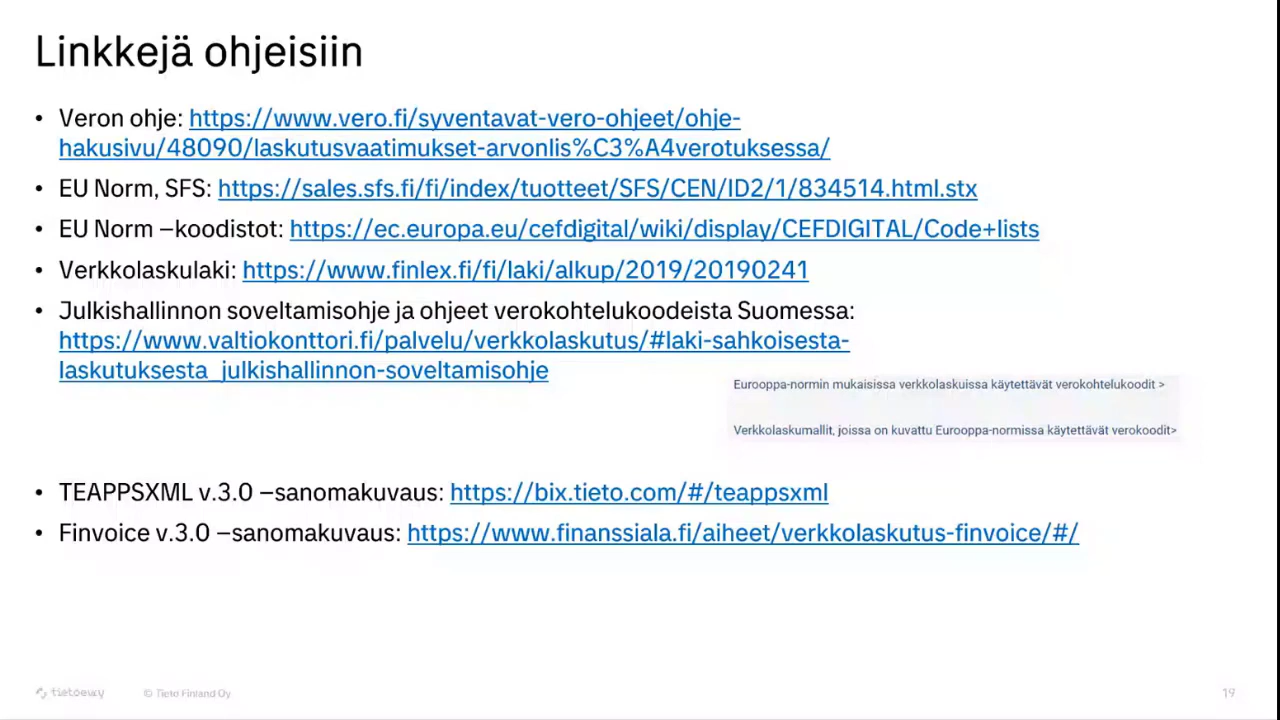 Linkkejä ohjeisiin
• Veron ohje: https://www.vero.fi/syventavat-vero-ohjeet/ohje-
hakusivu/48090/laskutusvaatimukset-arvonlis%C3%A4verotuksessa/
• EU Norm, SFS: https://sales.sfs.fi/fi/index/tuotteet/SFS/CEN/ID2/1/834514.html.stx
• EU Norm –koodistot: https://ec.europa.eu/cefdigital/wiki/display/CEFDIGITAL/Code+lists
• Verkkolaskulaki: https://www.finlex.fi/fi/laki/alkup/2019/20190241
• Julkishallinnon soveltamisohje ja ohjeet verokohtelukoodeista Suomessa:
https://www.valtiokonttori.fi/palvelu/verkkolaskutus/#laki-sahkoisesta-
laskutuksesta_julkishallinnon-soveltamisohje
Eurooppa-normin mukaisissa verkkolaskuissa käytettävät verokohtelukoodit >
Verkkolaskumallit, joissa on kuvattu Eurooppa-normissa käytettävät verokoodit>
• TEAPPSXML v.3.0 –sanomakuvaus: https://bix.tieto.com/#/teappsxml
• Finvoice v.3.0 –sanomakuvaus: https://www.finanssiala.fi/aiheet/verkkolaskutus-finvoice/#/
tietoevry
© Tieto Finland Oy
19